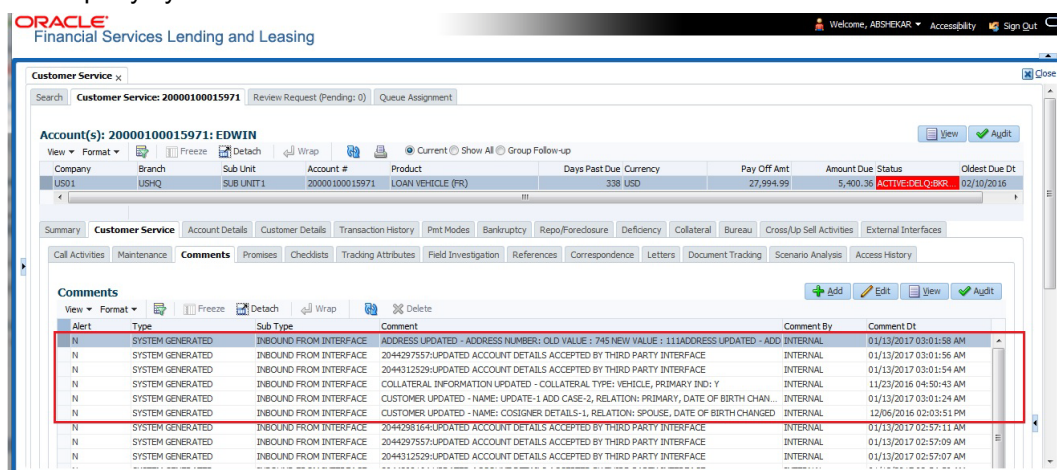 ORACLE
Financial Services Lending and Leasing
Welcome, ABSHEKAR Accessibility Sign Out
Customer Service x Close
Search Customer Service: 20000100015971 Review Request (Pending: 0) Queue Assignment
Account(s): 20000100015971: EDWIN View Audit
View Format Freeze Detach Wrap Current Show All Group Follow-up
Company Branch Sub Unit Account # Product Days Past Due Currency Pay Off Amt Amount Due Status Oldest Due Dt
US01 USHQ SUB UNIT1 20000100015971 LOAN VEHICLE (FR) 338 USD 27,994.99 5,400.36 ACTIVE:DELQ:BKR... 02/10/2016
Summary Customer Service Account Details Customer Details Transaction History Pmt Modes Bankruptcy Repo/Foreclosure Deficiency Collateral Bureau Cross/Up Sell Activities External Interfaces
Call Activities Maintenance Comments Promises Checklists Tracking Attributes Field Investigation References Correspondence Letters Document Tracking Scenario Analysis Access History
Comments Add Edit View Audit
View Format Freeze Detach Wrap Delete
Alert Type Sub Type Comment Comment By Comment Dt
N SYSTEM GENERATED INBOUND FROM INTERFACE ADDRESS UPDATED - ADDRESS NUMBER: OLD VALUE : 745 NEW VALUE : 111ADDRESS UPDATED - ADD INTERNAL 01/13/2017 03:01:58 AM
N SYSTEM GENERATED INBOUND FROM INTERFACE 2044297557:UPDATED ACCOUNT DETAILS ACCEPTED BY THIRD PARTY INTERFACE INTERNAL 01/13/2017 03:01:56 AM
N SYSTEM GENERATED INBOUND FROM INTERFACE 2044312529:UPDATED ACCOUNT DETAILS ACCEPTED BY THIRD PARTY INTERFACE INTERNAL 01/13/2017 03:01:54 AM
N SYSTEM GENERATED INBOUND FROM INTERFACE COLLATERAL INFORMATION UPDATED - COLLATERAL TYPE: VEHICLE, PRIMARY IND: Y INTERNAL 11/23/2016 04:50:43 AM
N SYSTEM GENERATED INBOUND FROM INTERFACE CUSTOMER UPDATED - NAME: UPDATE-1 ADD CASE-2, RELATION: PRIMARY, DATE OF BIRTH CHAN... INTERNAL 01/13/2017 03:01:24 AM
N SYSTEM GENERATED INBOUND FROM INTERFACE CUSTOMER UPDATED - NAME: COSIGNER DETAILS-1, RELATION: SPOUSE, DATE OF BIRTH CHANGED INTERNAL 12/06/2016 02:03:51 PM
N SYSTEM GENERATED INBOUND FROM INTERFACE 2044298164:UPDATED ACCOUNT DETAILS ACCEPTED BY THIRD PARTY INTERFACE INTERNAL 01/13/2017 02:57:11 AM
N SYSTEM GENERATED INBOUND FROM INTERFACE 2044297557:UPDATED ACCOUNT DETAILS ACCEPTED BY THIRD PARTY INTERFACE INTERNAL 01/13/2017 02:57:09 AM
N SYSTEM GENERATED INBOUND FROM INTERFACE 2044312529:UPDATED ACCOUNT DETAILS ACCEPTED BY THIRD PARTY INTERFACE INTERNAL 01/13/2017 02:57:07 AM